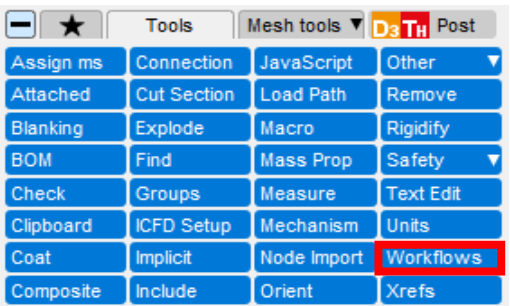 Tools Mesh tools D3 TH Post
Assign ms Connection JavaScript Other
Attached Cut Section Load Path Remove
Blanking Explode Macro Rigidify
BOM Find Mass Prop Safety
Check Groups Measure Text Edit
Clipboard ICFD Setup Mechanism Units
Coat Implicit Node Import Workflows
Composite Include Orient Xrefs